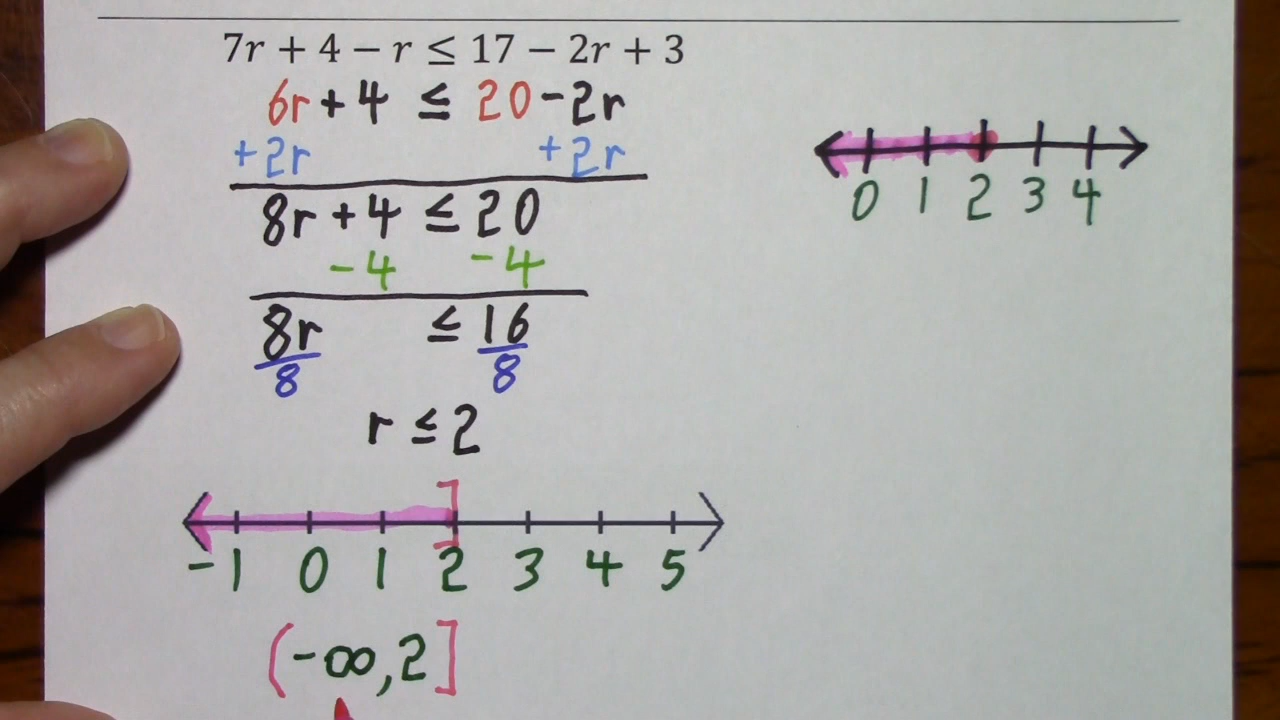 7r + 4 − r ≤ 17 − 2r + 3
6r + 4 ≤ 20 - 2r
+2r +2r
8r + 4 ≤ 20
-4 -4
8r ≤ 16
8 8
r ≤ 2
-1 0 1 2 3 4 5
(-∞, 2]
0 1 2 3 4